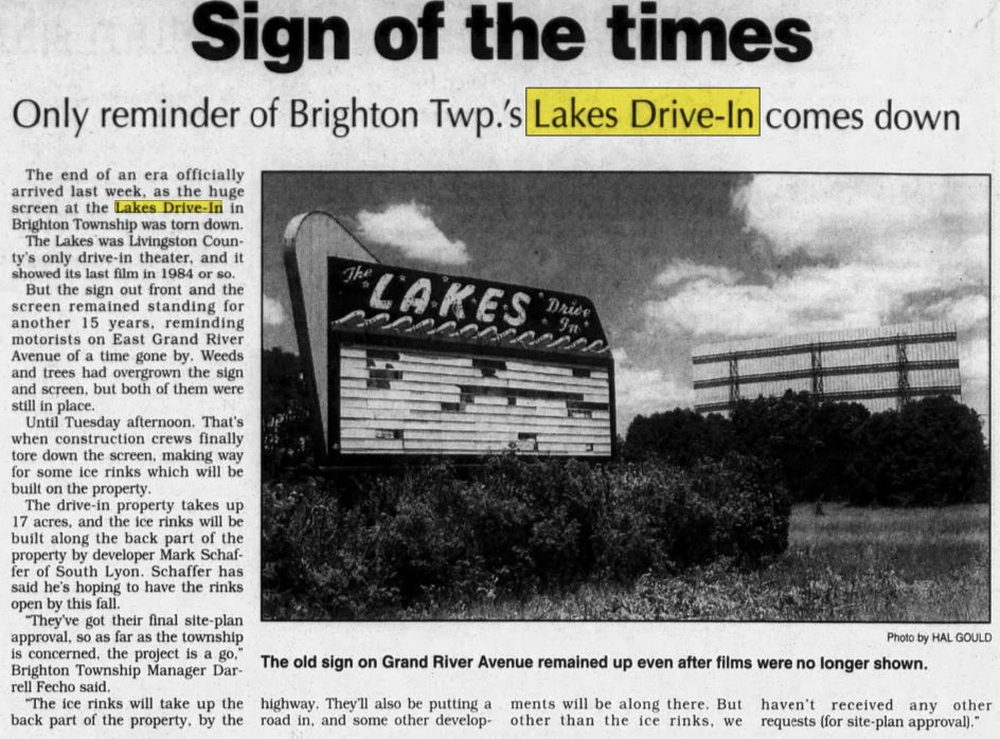 Sign of the times
Only reminder of Brighton Twp.'s Lakes Drive-In comes down
The end of an era officially
arrived last week, as the huge
screen at the Lakes Drive-In in
Brighton Township was torn down.
The Lakes was Livingston Coun-
ty's only drive-in theater, and it
showed its last film in 1984 or so.
But the sign out front and the
screen remained standing for
another 15 years, reminding
motorists on East Grand River
Avenue of a time gone by. Weeds
and trees had overgrown the sign
and screen, but both of them were
still in place.
Until Tuesday afternoon. That's
when construction crews finally
tore down the screen, making way
for some ice rinks which will be
built on the property.
The drive-in property takes up
17 acres, and the ice rinks will be
built along the back part of the
property by developer Mark Schaf-
fer of South Lyon. Schaffer has
said he's hoping to have the rinks
open by this fall.
"They've got their final site-plan
approval, so as far as the township
is concerned, the project is a go,"
Brighton Township Manager Dar-
rell Fecho said.
"The ice rinks will take up the
back part of the property, by the
highway. They'll also be putting a
road in, and some other develop-
ments will be along there. But
other than the ice rinks, we
haven't received any other
requests (for site-plan approval)."
The LAKES Drive
In
Photo by HAL GOULD
The old sign on Grand River Avenue remained up even after films were no longer shown.